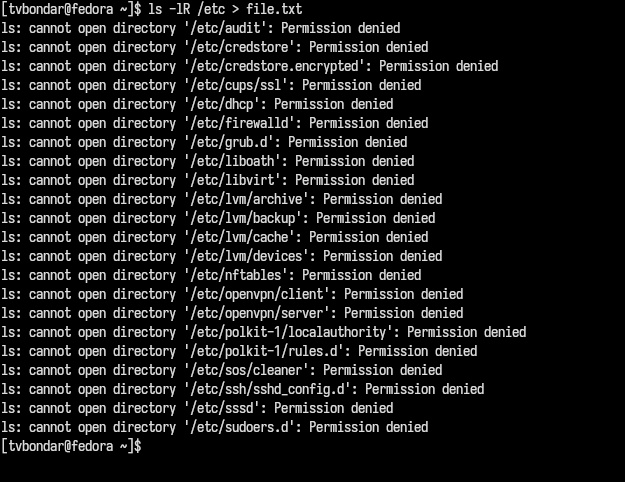 [tvbondar@fedora ~]$ ls -lR /etc > file.txt
ls: cannot open directory '/etc/audit': Permission denied
ls: cannot open directory '/etc/credstore': Permission denied
ls: cannot open directory '/etc/credstore.encrypted': Permission denied
ls: cannot open directory '/etc/cups/ssl': Permission denied
ls: cannot open directory '/etc/dhcp': Permission denied
ls: cannot open directory '/etc/firewalld': Permission denied
ls: cannot open directory '/etc/grub.d': Permission denied
ls: cannot open directory '/etc/liboath': Permission denied
ls: cannot open directory '/etc/libvirt': Permission denied
ls: cannot open directory '/etc/lvm/archive': Permission denied
ls: cannot open directory '/etc/lvm/backup': Permission denied
ls: cannot open directory '/etc/lvm/cache': Permission denied
ls: cannot open directory '/etc/lvm/devices': Permission denied
ls: cannot open directory '/etc/nftables': Permission denied
ls: cannot open directory '/etc/openvpn/client': Permission denied
ls: cannot open directory '/etc/openvpn/server': Permission denied
ls: cannot open directory '/etc/polkit-1/localauthority': Permission denied
ls: cannot open directory '/etc/polkit-1/rules.d': Permission denied
ls: cannot open directory '/etc/sos/cleaner': Permission denied
ls: cannot open directory '/etc/ssh/sshd_config.d': Permission denied
ls: cannot open directory '/etc/sssd': Permission denied
ls: cannot open directory '/etc/sudoers.d': Permission denied
[tvbondar@fedora ~]$